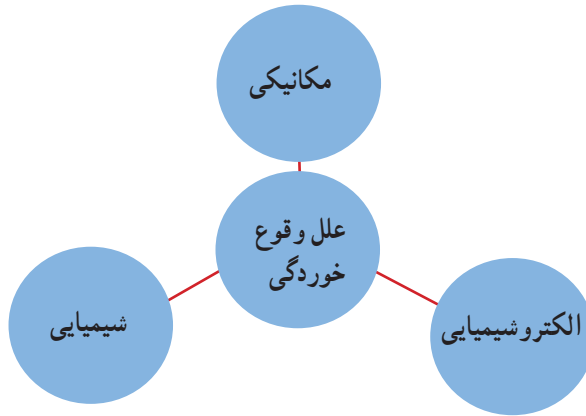 مکانیکی
علل وقوع
خوردگی
شیمیایی
الکتروشیمیایی